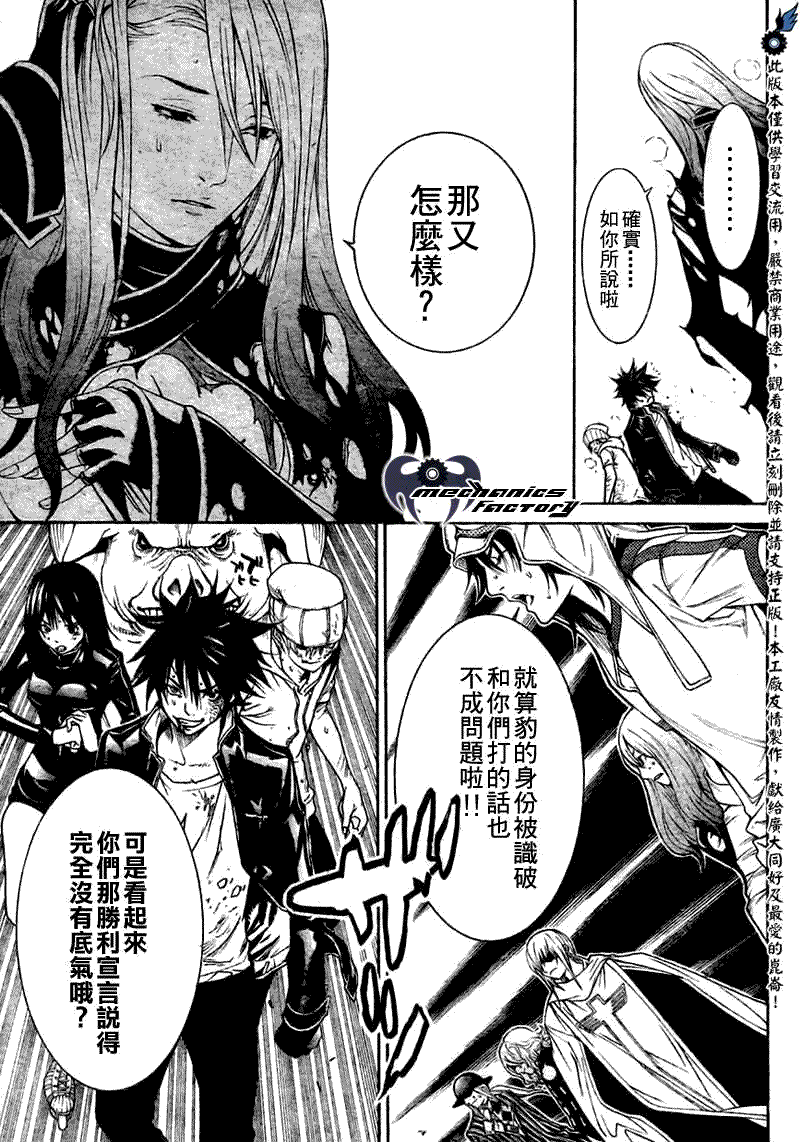 ………
確實……
如你所說啦
那又
怎麼樣？
就算豹的身份被識破
和你們打的話也
不成問題啦!!
可是看起來
你們那勝利宣言說得
完全沒有底氣哦？
mechanics
factory
此版本僅供學習交流用，嚴禁商業用途，觀看後請立刻刪除並請支持正版！本工廠友情製作，獻給廣大同好及最愛的崑崙！